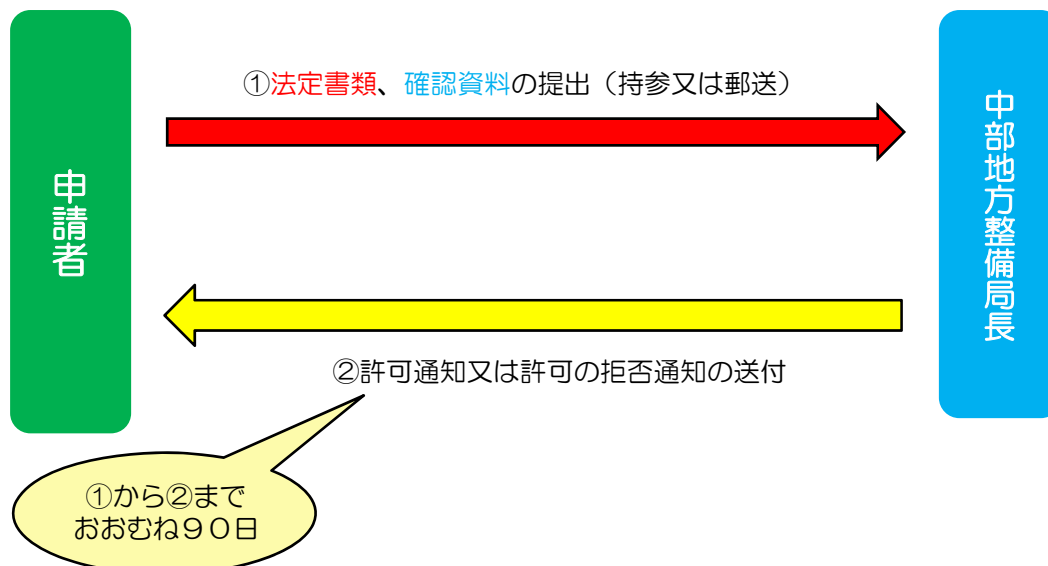 ①法定書類、確認資料の提出（持参又は郵送）
申請者
中部地方整備局長
②許可通知又は許可の拒否通知の送付
①から②まで
おおむね９０日